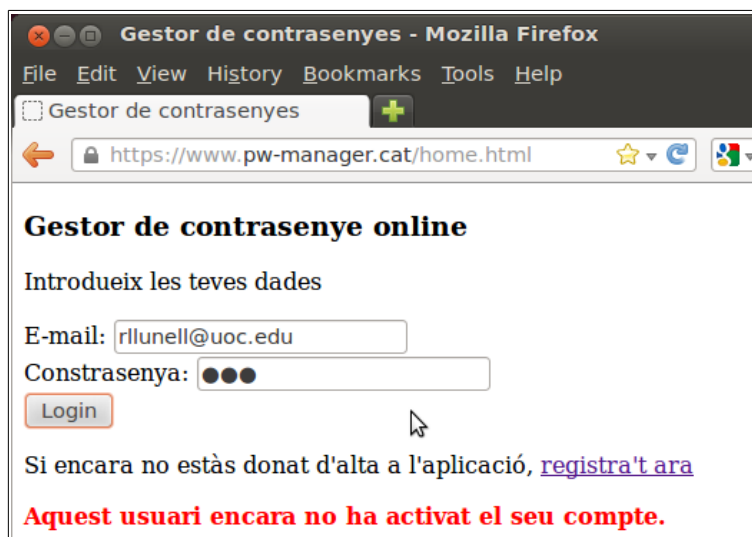 Gestor de contrasenyes - Mozilla Firefox
File Edit View History Bookmarks Tools Help
Gestor de contrasenyes
https://www.pw-manager.cat/home.html
Gestor de contrasenye online
Introdueix les teves dades
E-mail: rllunell@uoc.edu
Constrasenya: ●●●
Login
Si encara no estàs donat d'alta a l'aplicació, registra't ara
Aquest usuari encara no ha activat el seu compte.